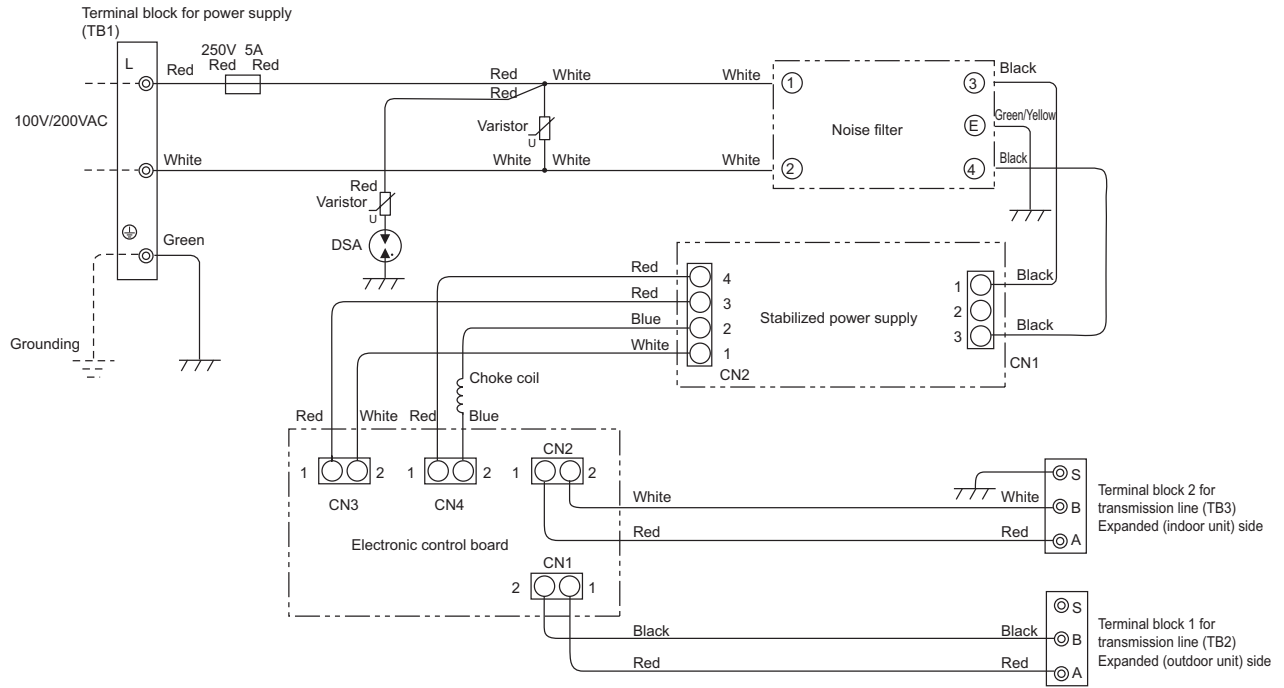 Terminal block for power supply
(TB1)
L
250V 5A
Red
Red Red
Red White
Red
White
100V/200VAC
Varistor
U
White
White White
White
Red
Varistor
U
DSA
Green
Grounding
1
2
Noise filter
3
E
4
Black
Green/Yellow
Black
Red
Red
Blue
White
4
3
2
1
CN2
Stabilized power supply
1
2
3
CN1
Black
Black
Choke coil
Red White Red Blue
1 2
CN3
1 2
CN4
CN2
1 2
Electronic control board
CN1
2 1
White White
Red Red
S
B
A
Terminal block 2 for
transmission line (TB3)
Expanded (indoor unit) side
Black Black
Red Red
S
B
A
Terminal block 1 for
transmission line (TB2)
Expanded (outdoor unit) side